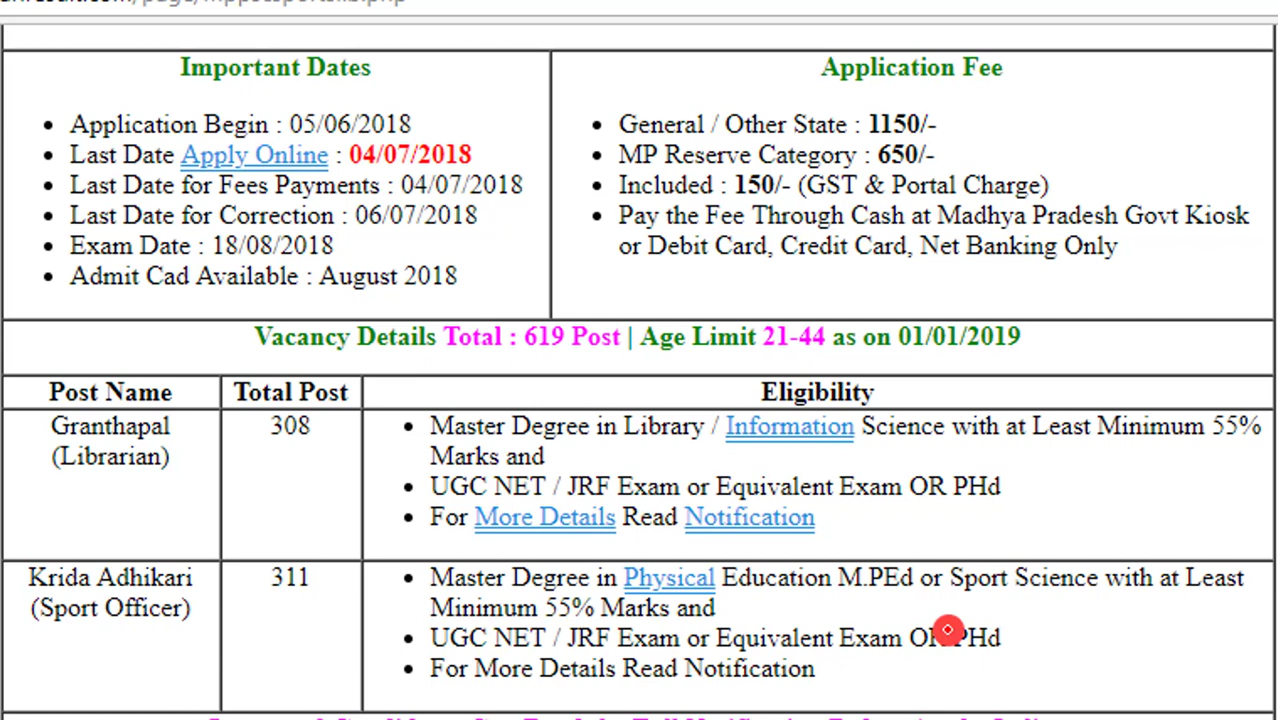 Important Dates
Application Begin : 05/06/2018
Last Date Apply Online : 04/07/2018
Last Date for Fees Payments : 04/07/2018
Last Date for Correction : 06/07/2018
Exam Date : 18/08/2018
Admit Cad Available : August 2018
Application Fee
General / Other State : 1150/-
MP Reserve Category : 650/-
Included : 150/- (GST & Portal Charge)
Pay the Fee Through Cash at Madhya Pradesh Govt Kiosk
or Debit Card, Credit Card, Net Banking Only
Vacancy Details Total : 619 Post | Age Limit 21-44 as on 01/01/2019
Post Name Total Post Eligibility
Granthapal
(Librarian)
308
Master Degree in Library / Information Science with at Least Minimum 55%
Marks and
UGC NET / JRF Exam or Equivalent Exam OR PHd
For More Details Read Notification
Krida Adhikari
(Sport Officer)
311
Master Degree in Physical Education M.PEd or Sport Science with at Least
Minimum 55% Marks and
UGC NET / JRF Exam or Equivalent Exam OR PHd
For More Details Read Notification